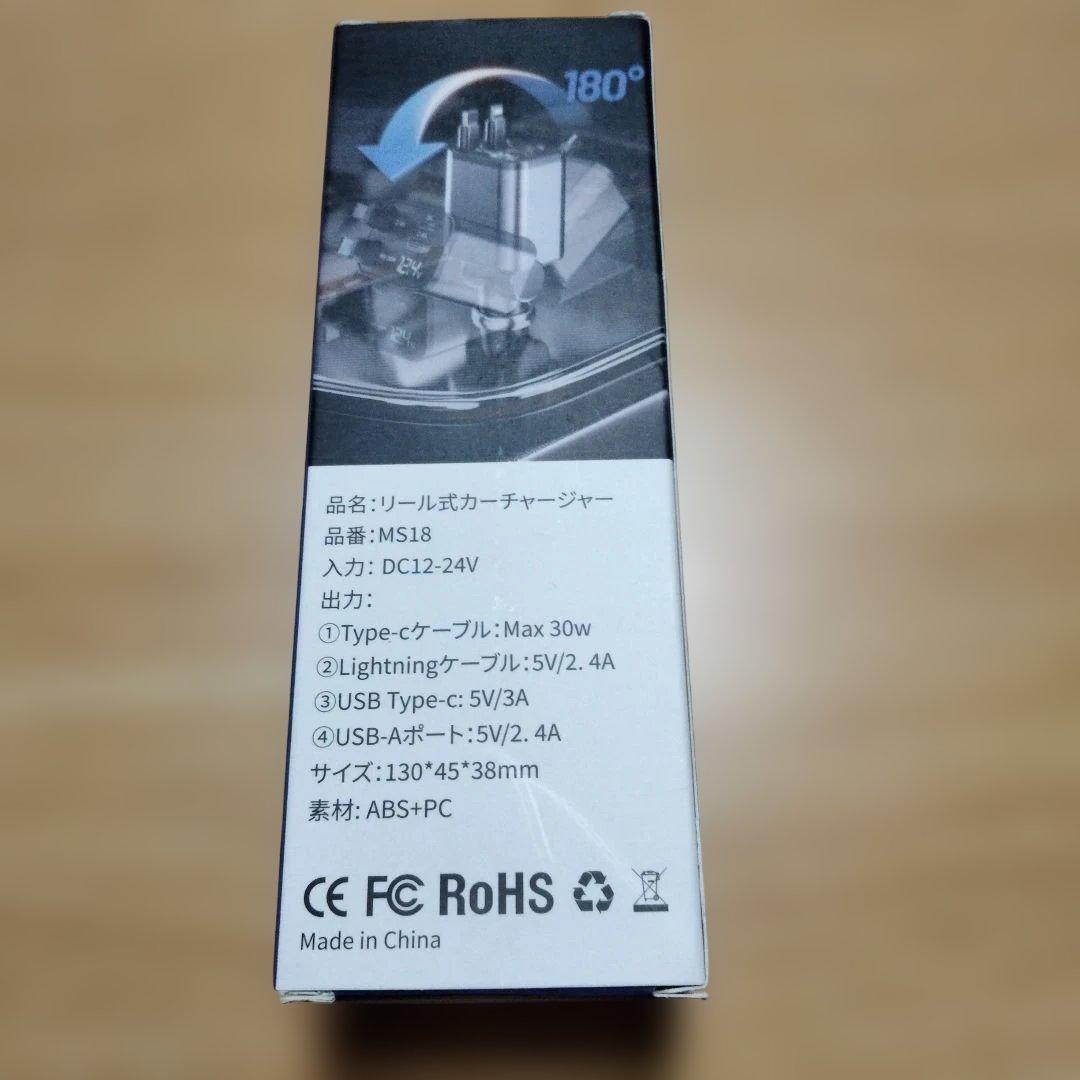 180°
12.4v
12.4
品名：リール式カーチャージャー
品番：MS18
入力： DC12-24V
出力：
①Type-cケーブル：Max 30w
②Lightningケーブル：5V/2. 4A
③USB Type-c: 5V/3A
④USB-Aポート：5V/2. 4A
サイズ：130*45*38mm
素材: ABS+PC
CE FC RoHS
Made in China